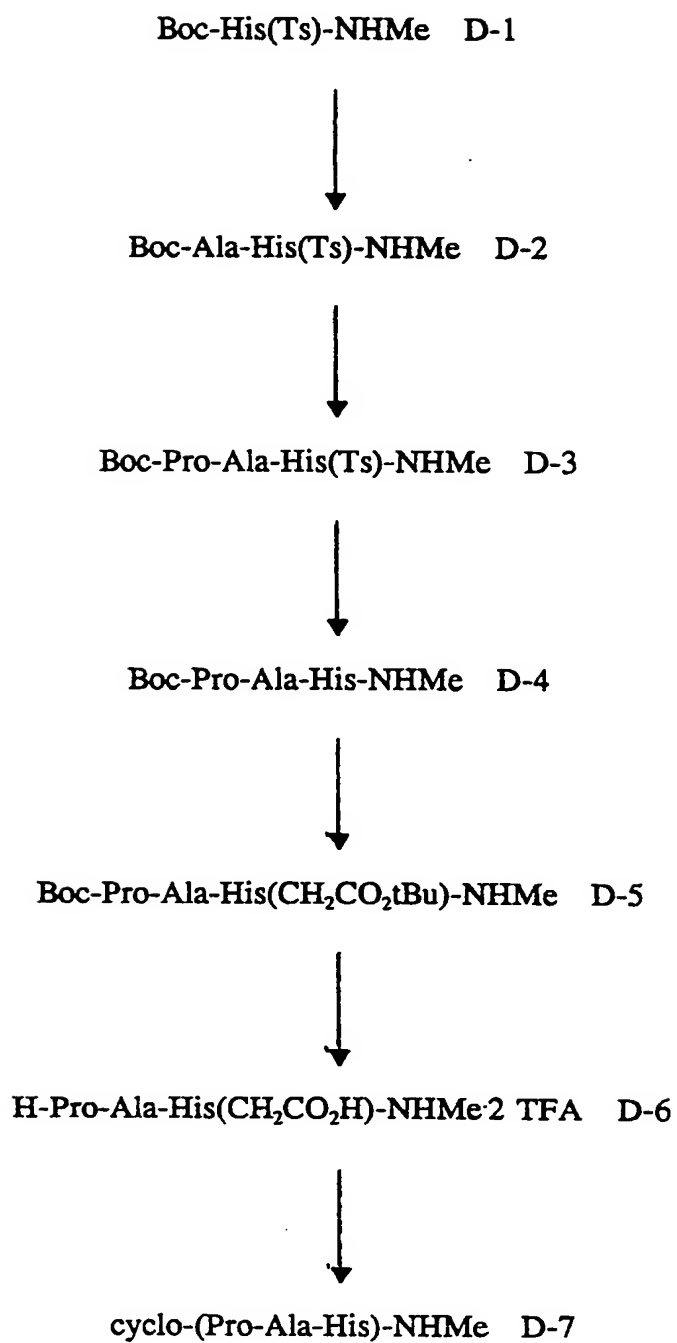 Boc-His(Ts)-NHMe D-1
Boc-Ala-His(Ts)-NHMe D-2
Boc-Pro-Ala-His(Ts)-NHMe D-3
Boc-Pro-Ala-His-NHMe D-4
Boc-Pro-Ala-His(CH₂CO₂tBu)-NHMe D-5
H-Pro-Ala-His(CH₂CO₂H)-NHMe·2 TFA D-6
cyclo-(Pro-Ala-His)-NHMe D-7